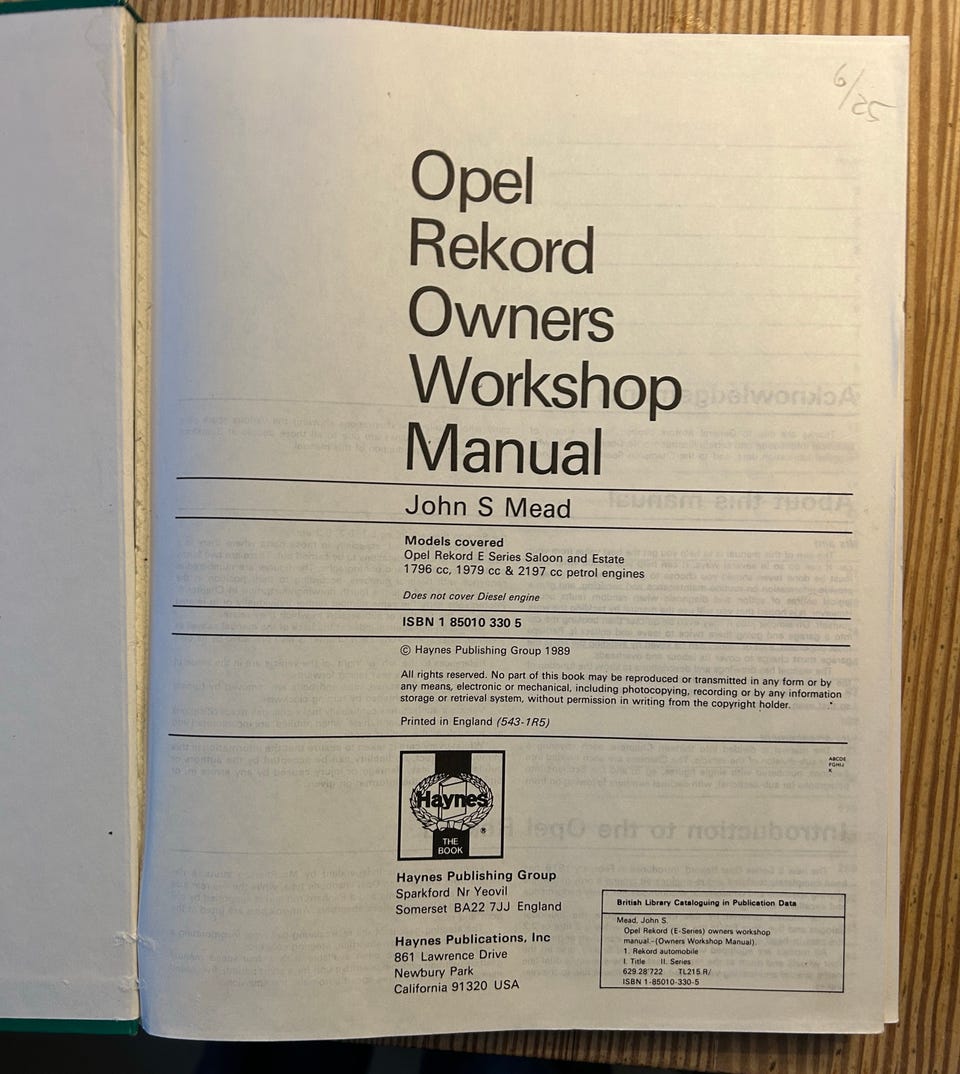 6/25
Opel
Rekord
Owners
Workshop
Manual
John S Mead
Models covered
Opel Rekord E Series Saloon and Estate
1796 cc, 1979 cc & 2197 cc petrol engines
Does not cover Diesel engine
ISBN 1 85010 330 5
© Haynes Publishing Group 1989
All rights reserved. No part of this book may be reproduced or transmitted in any form or by
any means, electronic or mechanical, including photocopying, recording or by any information
storage or retrieval system, without permission in writing from the copyright holder.
Printed in England (543-1R5)
ABCDE
FGHIJ
K
Haynes
®
THE
BOOK
Haynes Publishing Group
Sparkford Nr Yeovil
Somerset BA22 7JJ England
Haynes Publications, Inc
861 Lawrence Drive
Newbury Park
California 91320 USA
British Library Cataloguing in Publication Data
Mead, John S.
Opel Rekord (E-Series) owners workshop
manual.-(Owners Workshop Manual).
1. Rekord automobile
I. Title II. Series
629.28'722 TL215.R/
ISBN 1-85010-330-5